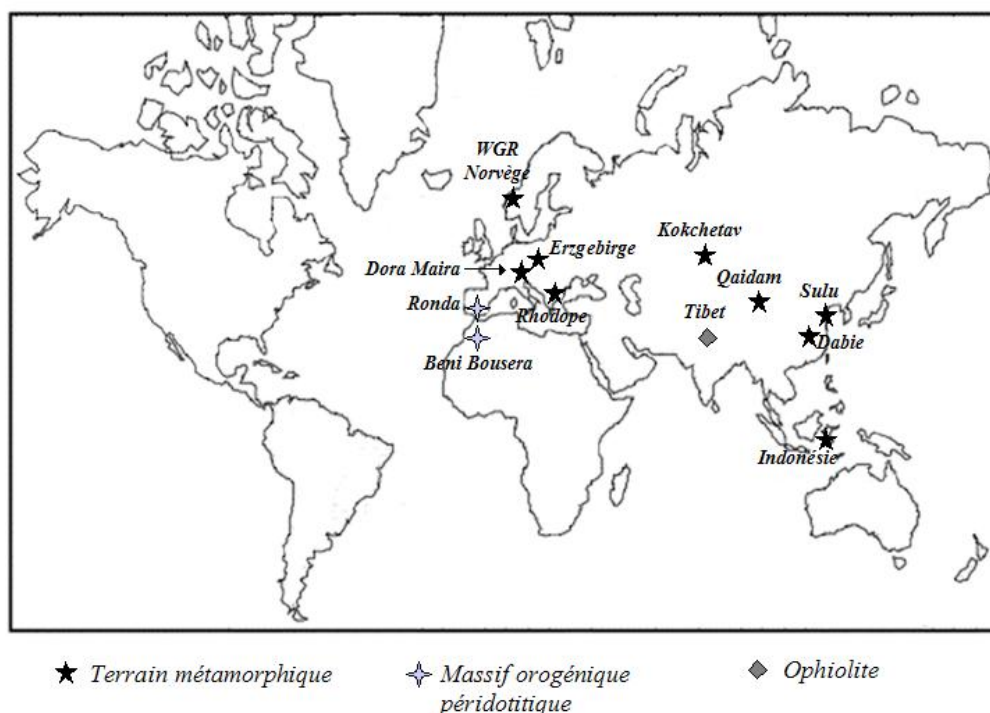 WGR
Norvège
Kokchetav
Erzgebirge
Dora Maira
Qaidam
Sulu
Ronda
Rhodope
Tibet
Dabie
Beni Bousera
Indonésie
Terrain métamorphique
Massif orogénique
péridotitique
Ophiolite